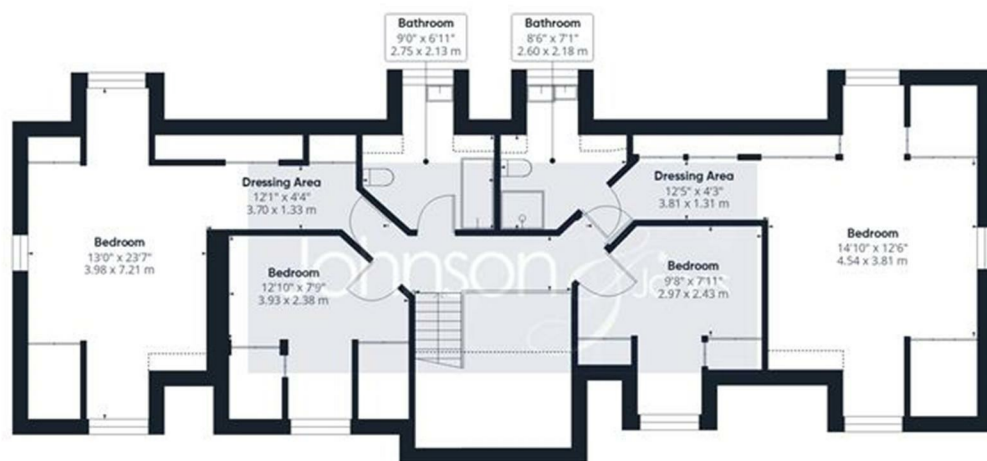 Bathroom
9'0" x 6'11"
2.75 x 2.13 m
Bathroom
8'6" x 7'1"
2.60 x 2.18 m
Dressing Area
12'1" x 4'4"
3.70 x 1.33 m
Dressing Area
12'5" x 4'3"
3.81 x 1.31 m
Bedroom
13'0" x 23'7"
3.98 x 7.21 m
Bedroom
12'10" x 7'9"
3.93 x 2.38 m
Bedroom
9'8" x 7'11"
2.97 x 2.43 m
Bedroom
14'10" x 12'6"
4.54 x 3.81 m
Johnson